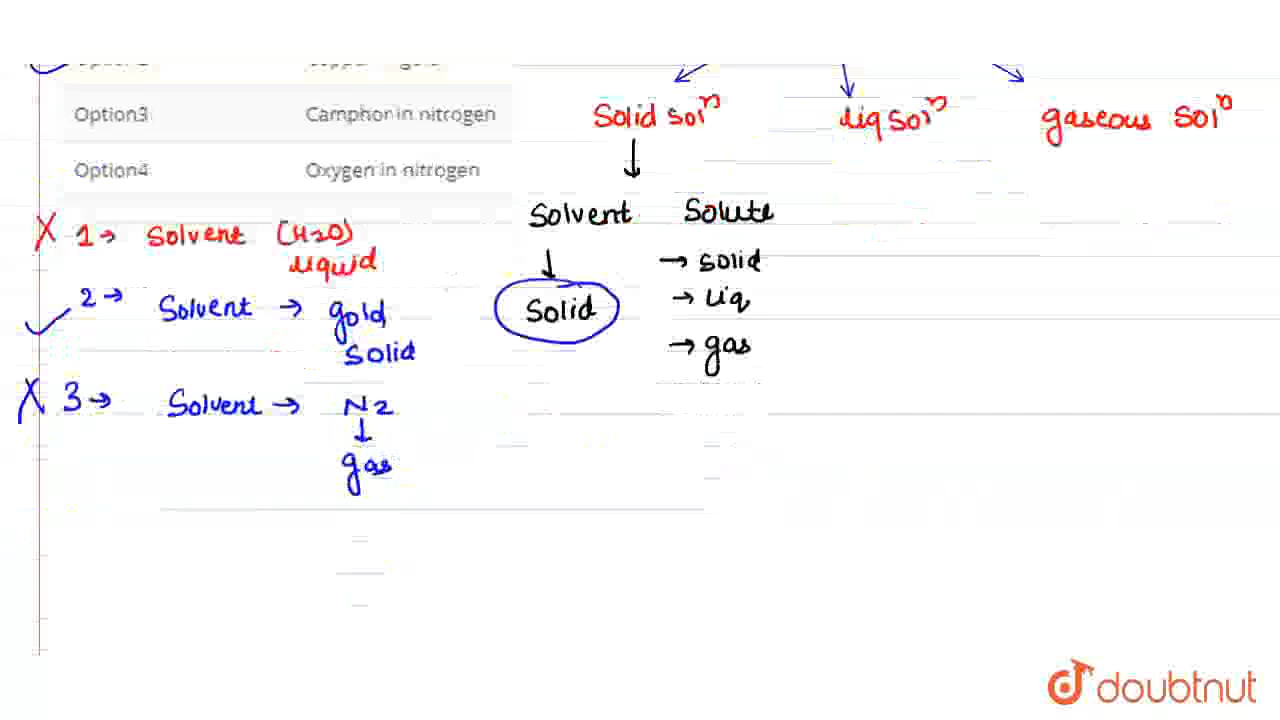 Option3 Camphor in nitrogen
Option4 Oxygen in nitrogen
Solid Solⁿ liq Solⁿ gaseous Solⁿ
↓
Solvent Solute
↓
Solid
→ solid
→ liq
→ gas
X 1→ Solvent (H2O)
liquid
✓ 2→ Solvent → gold
solid
X 3→ Solvent → N2
↓
gas
doubtnut